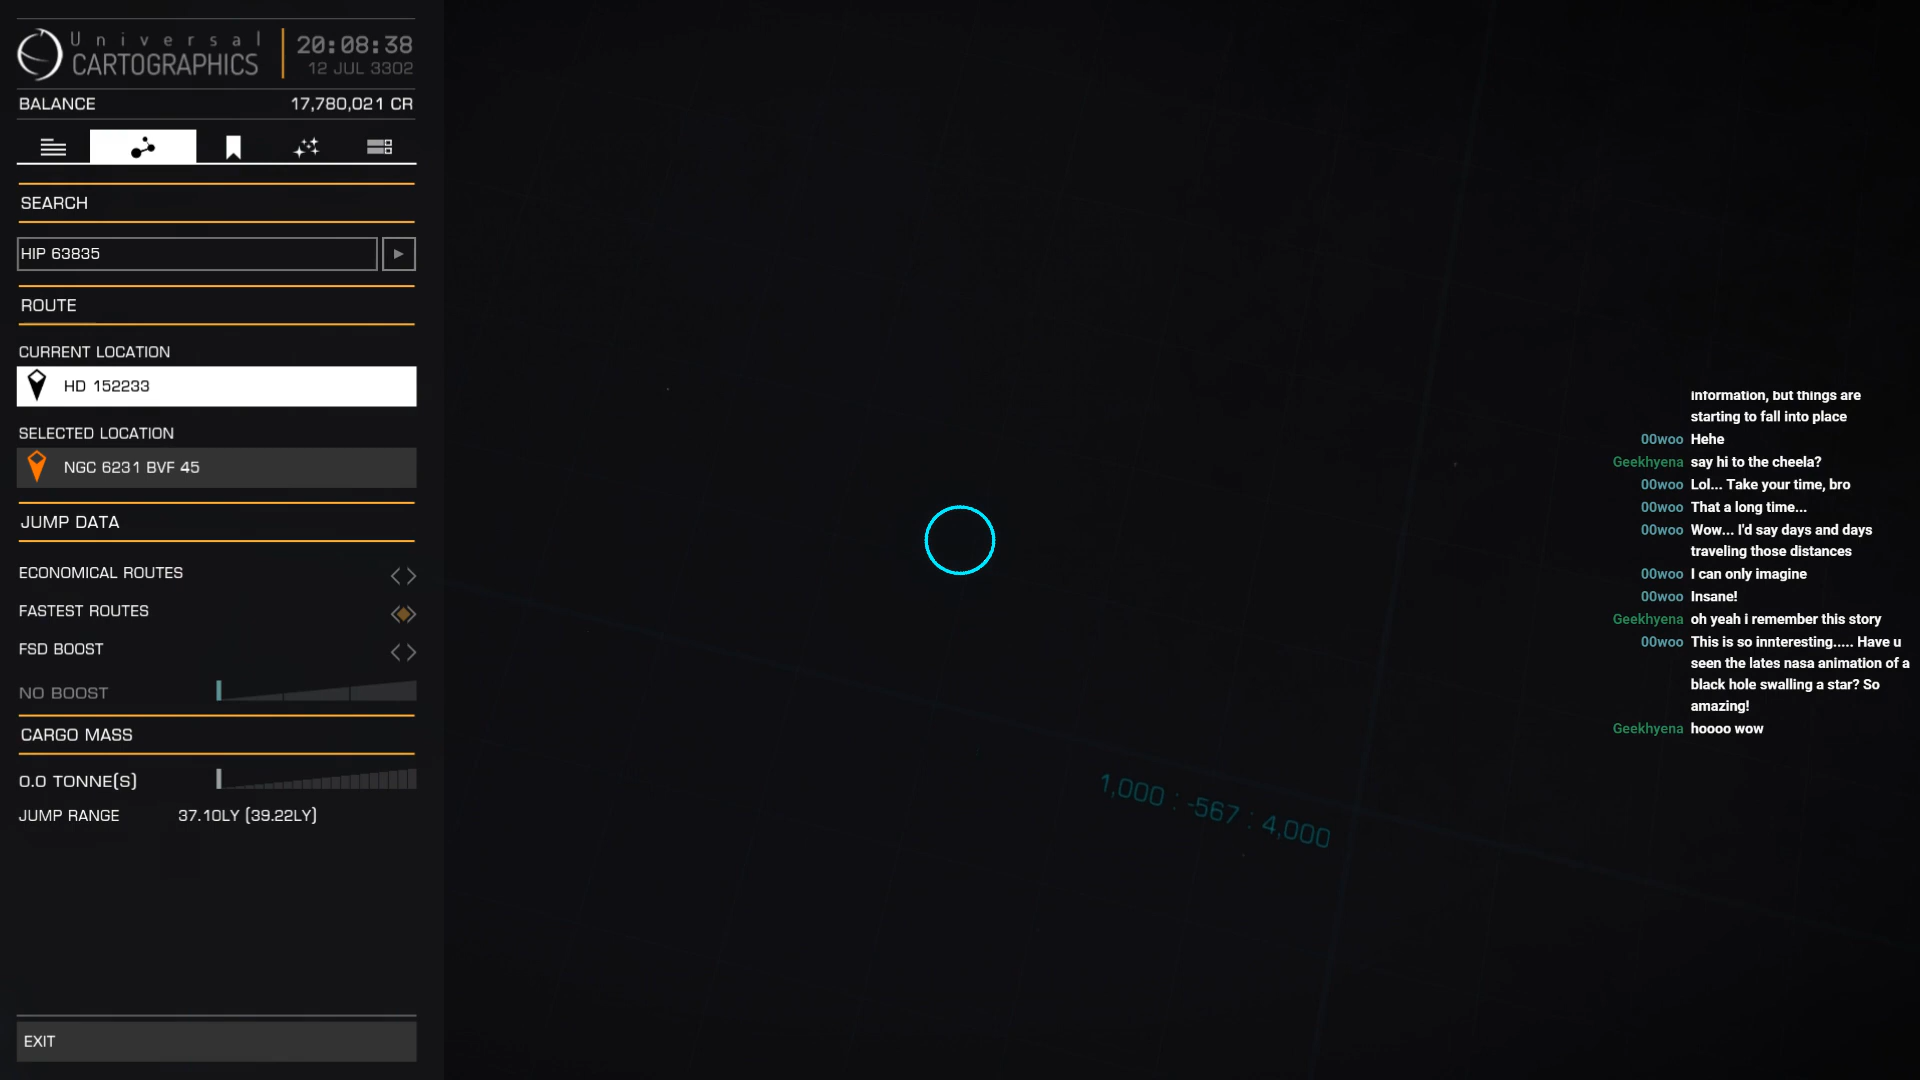 Universal
CARTOGRAPHICS
20:08:38
12 JUL 3302
BALANCE 17,780,021 CR
SEARCH
HIP 63835
ROUTE
CURRENT LOCATION
HD 152233
SELECTED LOCATION
NGC 6231 BVF 45
JUMP DATA
ECONOMICAL ROUTES
FASTEST ROUTES
FSD BOOST
NO BOOST
CARGO MASS
0.0 TONNE(S)
JUMP RANGE 37.10LY (39.22LY)
EXIT
1,000 : -567 : 4,000
information, but things are
starting to fall into place
00woo Hehe
Geekhyena say hi to the cheela?
00woo Lol... Take your time, bro
00woo That a long time...
00woo Wow... I'd say days and days
traveling those distances
00woo I can only imagine
00woo Insane!
Geekhyena oh yeah i remember this story
00woo This is so innteresting..... Have u
seen the lates nasa animation of a
black hole swalling a star? So
amazing!
Geekhyena hoooo wow